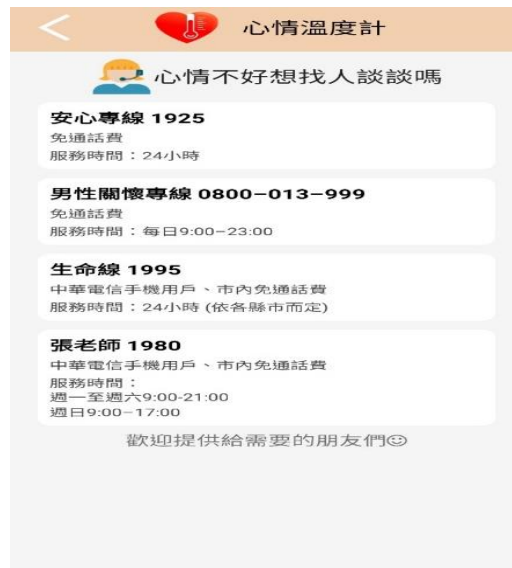 心情溫度計
心情不好想找人談談嗎
安心專線 1925
免通話費
服務時間：24小時
男性關懷專線 0800–013–999
免通話費
服務時間：每日9:00–23:00
生命線 1995
中華電信手機用戶、市內免通話費
服務時間：24小時 (依各縣市而定)
張老師 1980
中華電信手機用戶、市內免通話費
服務時間：
週一至週六9:00-21:00
週日9:00–17:00
歡迎提供給需要的朋友們☺